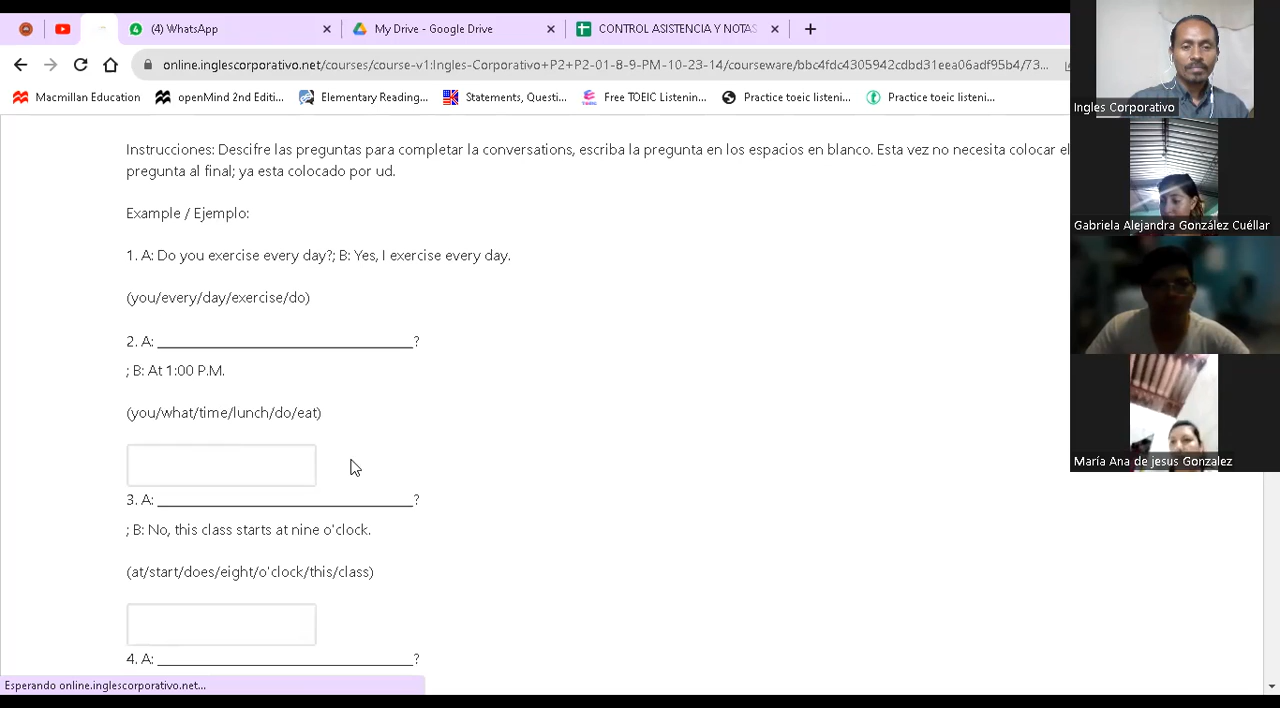 (4) WhatsApp
My Drive - Google Drive
CONTROL ASISTENCIA Y NOTAS
online.inglescorporativo.net/courses/course-v1:Ingles-Corporativo+P2+P2-01-8-9-PM-10-23-14/courseware/bbc4fdc4305942cdbd31eea06adf95b4/73...
Macmillan Education
openMind 2nd Editi...
Elementary Reading...
Statements, Questi...
Free TOEIC Listenin...
Practice toeic listeni...
Practice toeic listeni...
Instrucciones: Descifre las preguntas para completar la conversations, escriba la pregunta en los espacios en blanco. Esta vez no necesita colocar el
pregunta al final; ya esta colocado por ud.
Example / Ejemplo:
1. A: Do you exercise every day?; B: Yes, I exercise every day.
(you/every/day/exercise/do)
2. A: ______________________________?
; B: At 1:00 P.M.
(you/what/time/lunch/do/eat)
3. A: ______________________________?
; B: No, this class starts at nine o'clock.
(at/start/does/eight/o'clock/this/class)
4. A: ______________________________?
Esperando online.inglescorporativo.net...
Ingles Corporativo
Gabriela Alejandra González Cuéllar
María Ana de jesus Gonzalez